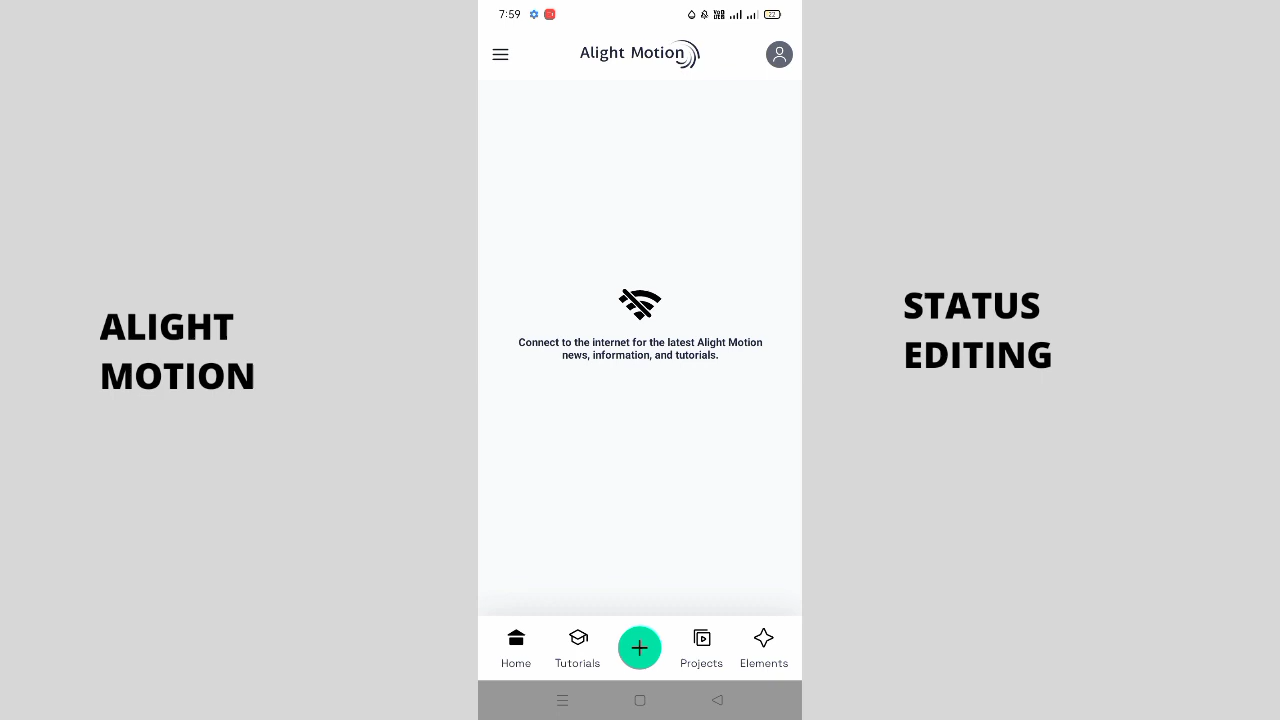 7:59
22
Alight Motion
ALIGHT
MOTION
STATUS
EDITING
Connect to the internet for the latest Alight Motion
news, information, and tutorials.
Home
Tutorials
Projects
Elements